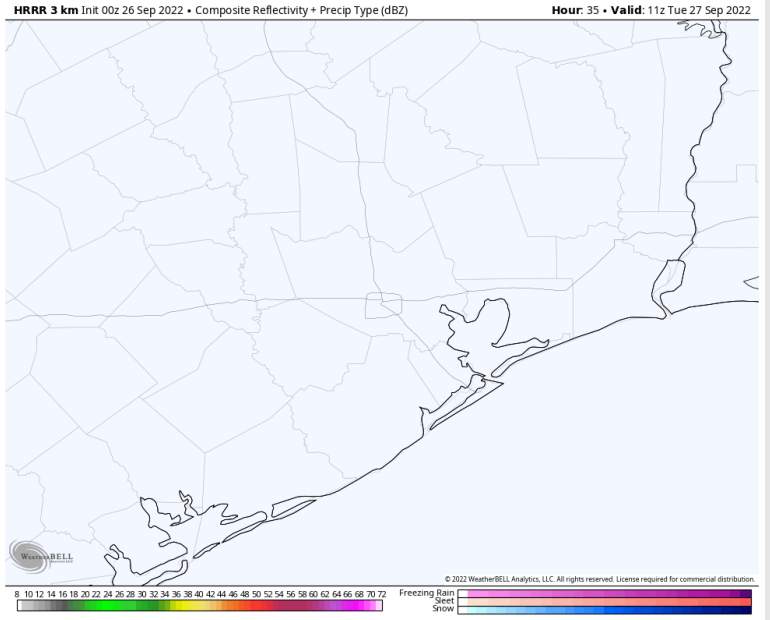 HRRR 3 km Init 00z 26 Sep 2022 • Composite Reflectivity + Precip Type (dBZ) Hour: 35 • Valid: 11z Tue 27 Sep 2022
WEATHERBELL
© 2022 WeatherBELL Analytics, LLC. All rights reserved. License required for commercial distribution.
8 10 12 14 16 18 20 22 24 26 28 30 32 34 36 38 40 42 44 46 48 50 52 54 56 58 60 62 64 66 68 70 72
Freezing Rain
Sleet
Snow